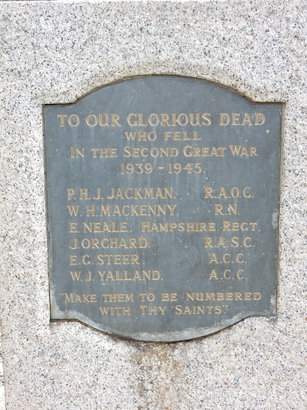 TO OUR GLORIOUS DEAD
WHO FELL
IN THE SECOND GREAT WAR
1939-1945.
P.H.J. JACKMAN. R.A.O.C.
W.H. MACKENNY. R.N.
E. NEALE. HAMPSHIRE REGT.
J. ORCHARD. R.A.S.C.
E.G. STEER. A.C.C.
W.J. YALLAND. A.C.C.
"MAKE THEM TO BE NUMBERED
WITH THY SAINTS"